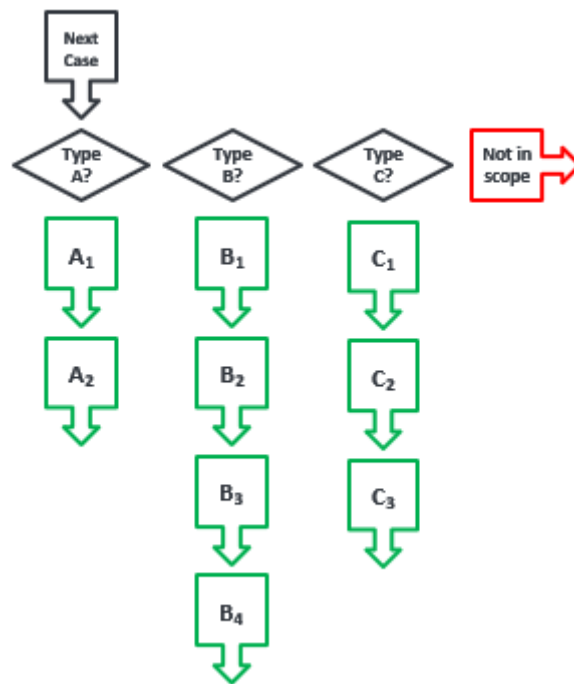 Next
Case
Type
A?
Type
B?
Type
C?
Not in
scope
A₁
B₁
C₁
A₂
B₂
C₂
B₃
C₃
B₄